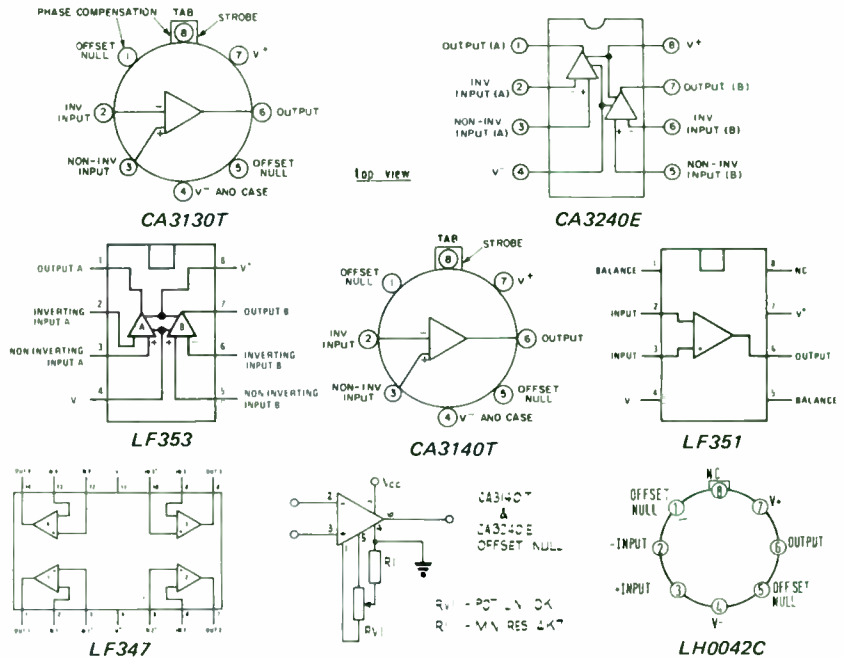 PHASE COMPENSATION
TAB
8
STROBE
OFFSET
NULL
1
7
V+
INV
INPUT
2
-
+
6
OUTPUT
NON-INV
INPUT
3
5
OFFSET
NULL
4
V- AND CASE
CA3130T
top view
OUTPUT (A)
1
8
V+
INV
INPUT (A)
2
7
OUTPUT (B)
NON-INV
INPUT (A)
3
6
INV
INPUT (B)
V-
4
5
NON-INV
INPUT (B)
- +
+ -
CA3240E
OUTPUT A
1
V+
INVERTING
INPUT A
2
7
OUTPUT B
A
B
NON INVERTING
INPUT A
3
6
INVERTING
INPUT B
V
4
5
NON INVERTING
INPUT B
LF353
TAB
8
STROBE
OFFSET
NULL
1
7
V+
INV
INPUT
2
-
+
6
OUTPUT
NON-INV
INPUT
3
5
OFFSET
NULL
4
V- AND CASE
CA3140T
BALANCE
1
8
NC
INPUT
2
7
V+
INPUT
3
OUTPUT
V
4
5
BALANCE
LF351
LF347
Vcc
2
3
-
+
6
4
1
5
R1
RV1
CA3140T
&
CA3240E
OFFSET NULL
NC
8
OFFSET
NULL
1
7
V+
-INPUT
2
6
OUTPUT
+INPUT
3
5
OFFSET
NULL
4
V-
LH0042C